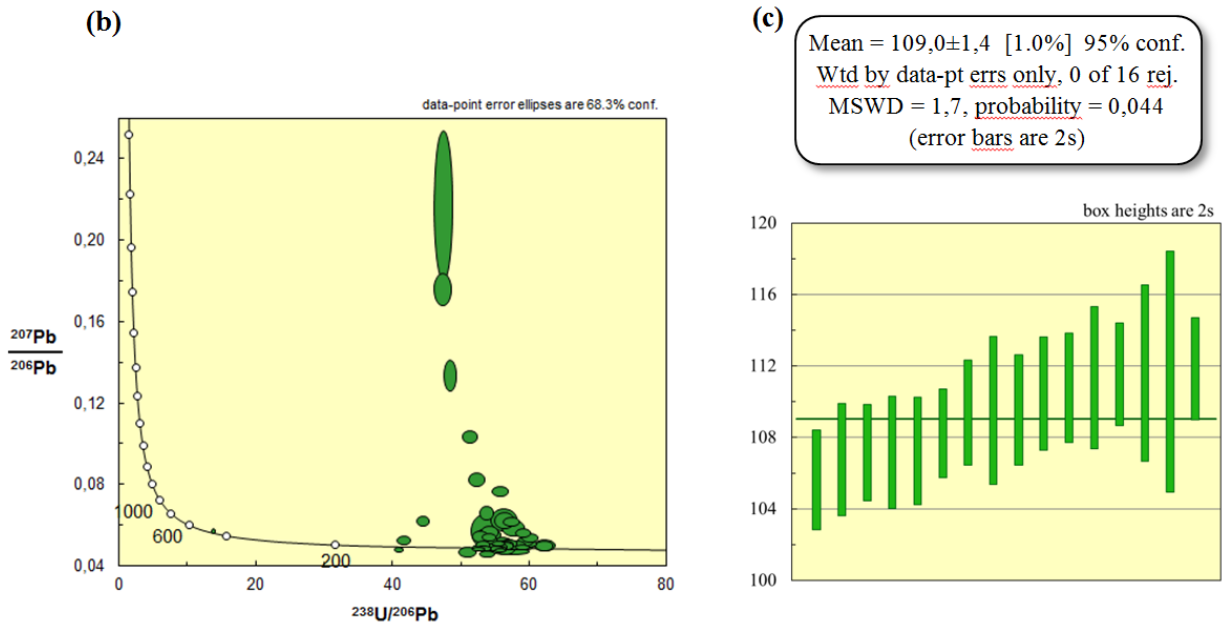 (b)
data-point error ellipses are 68.3% conf.
0,24
0,20
0,16
0,12
0,08
0,04
207Pb
206Pb
1000
600
200
0
20
40
60
80
238U/206Pb
(c)
Mean = 109,0±1,4 [1.0%] 95% conf.
Wtd by data-pt errs only, 0 of 16 rej.
MSWD = 1,7, probability = 0,044
(error bars are 2s)
box heights are 2s
120
116
112
108
104
100